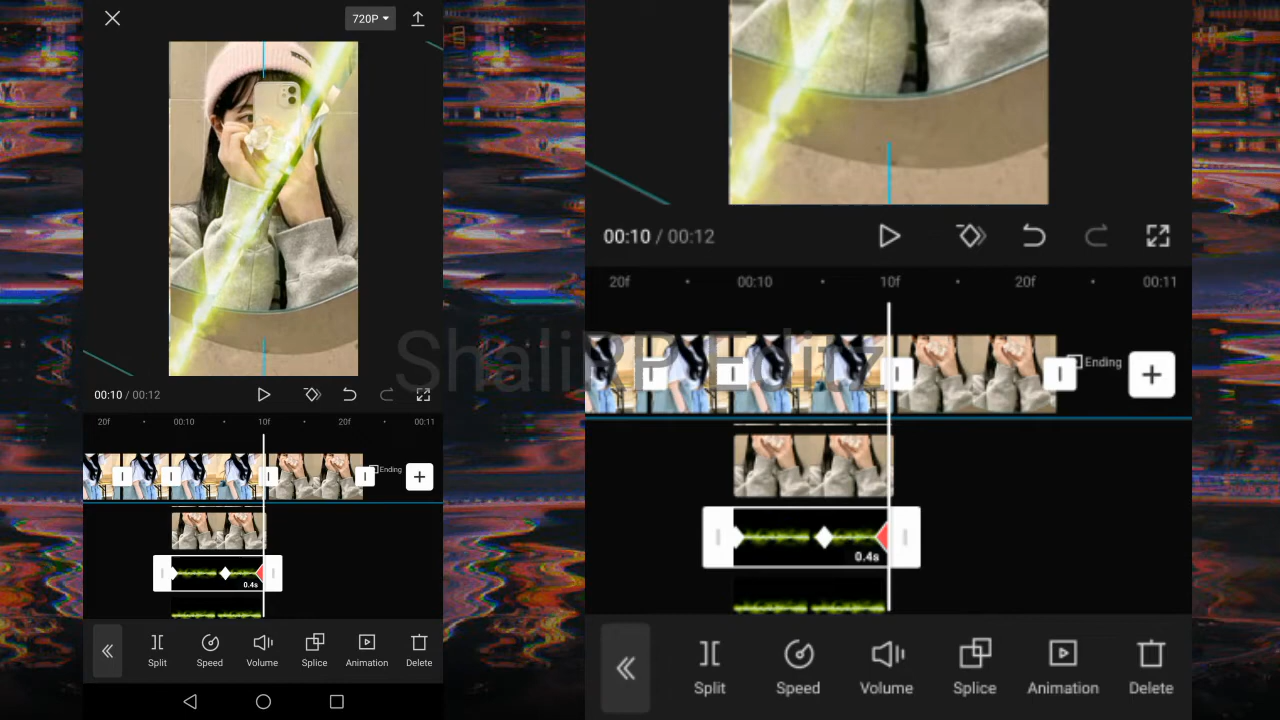 720P
00:10 / 00:12
20f 00:10 10f 20f 00:11
Ending
0.4s
Split Speed Volume Splice Animation Delete
00:10 / 00:12
20f 00:10 10f 20f 00:11
Ending
0.4s
Split Speed Volume Splice Animation Delete
ShaliRP Editz